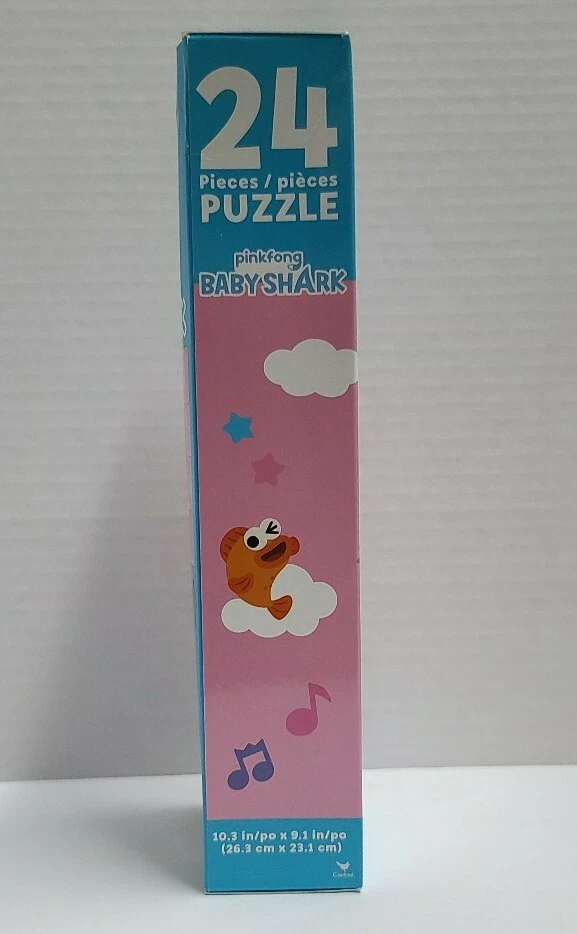 24
Pieces / pièces
PUZZLE
pinkfong
BABY SHARK
10.3 in/po x 9.1 in/po
(26.3 cm x 23.1 cm)
Cardinal